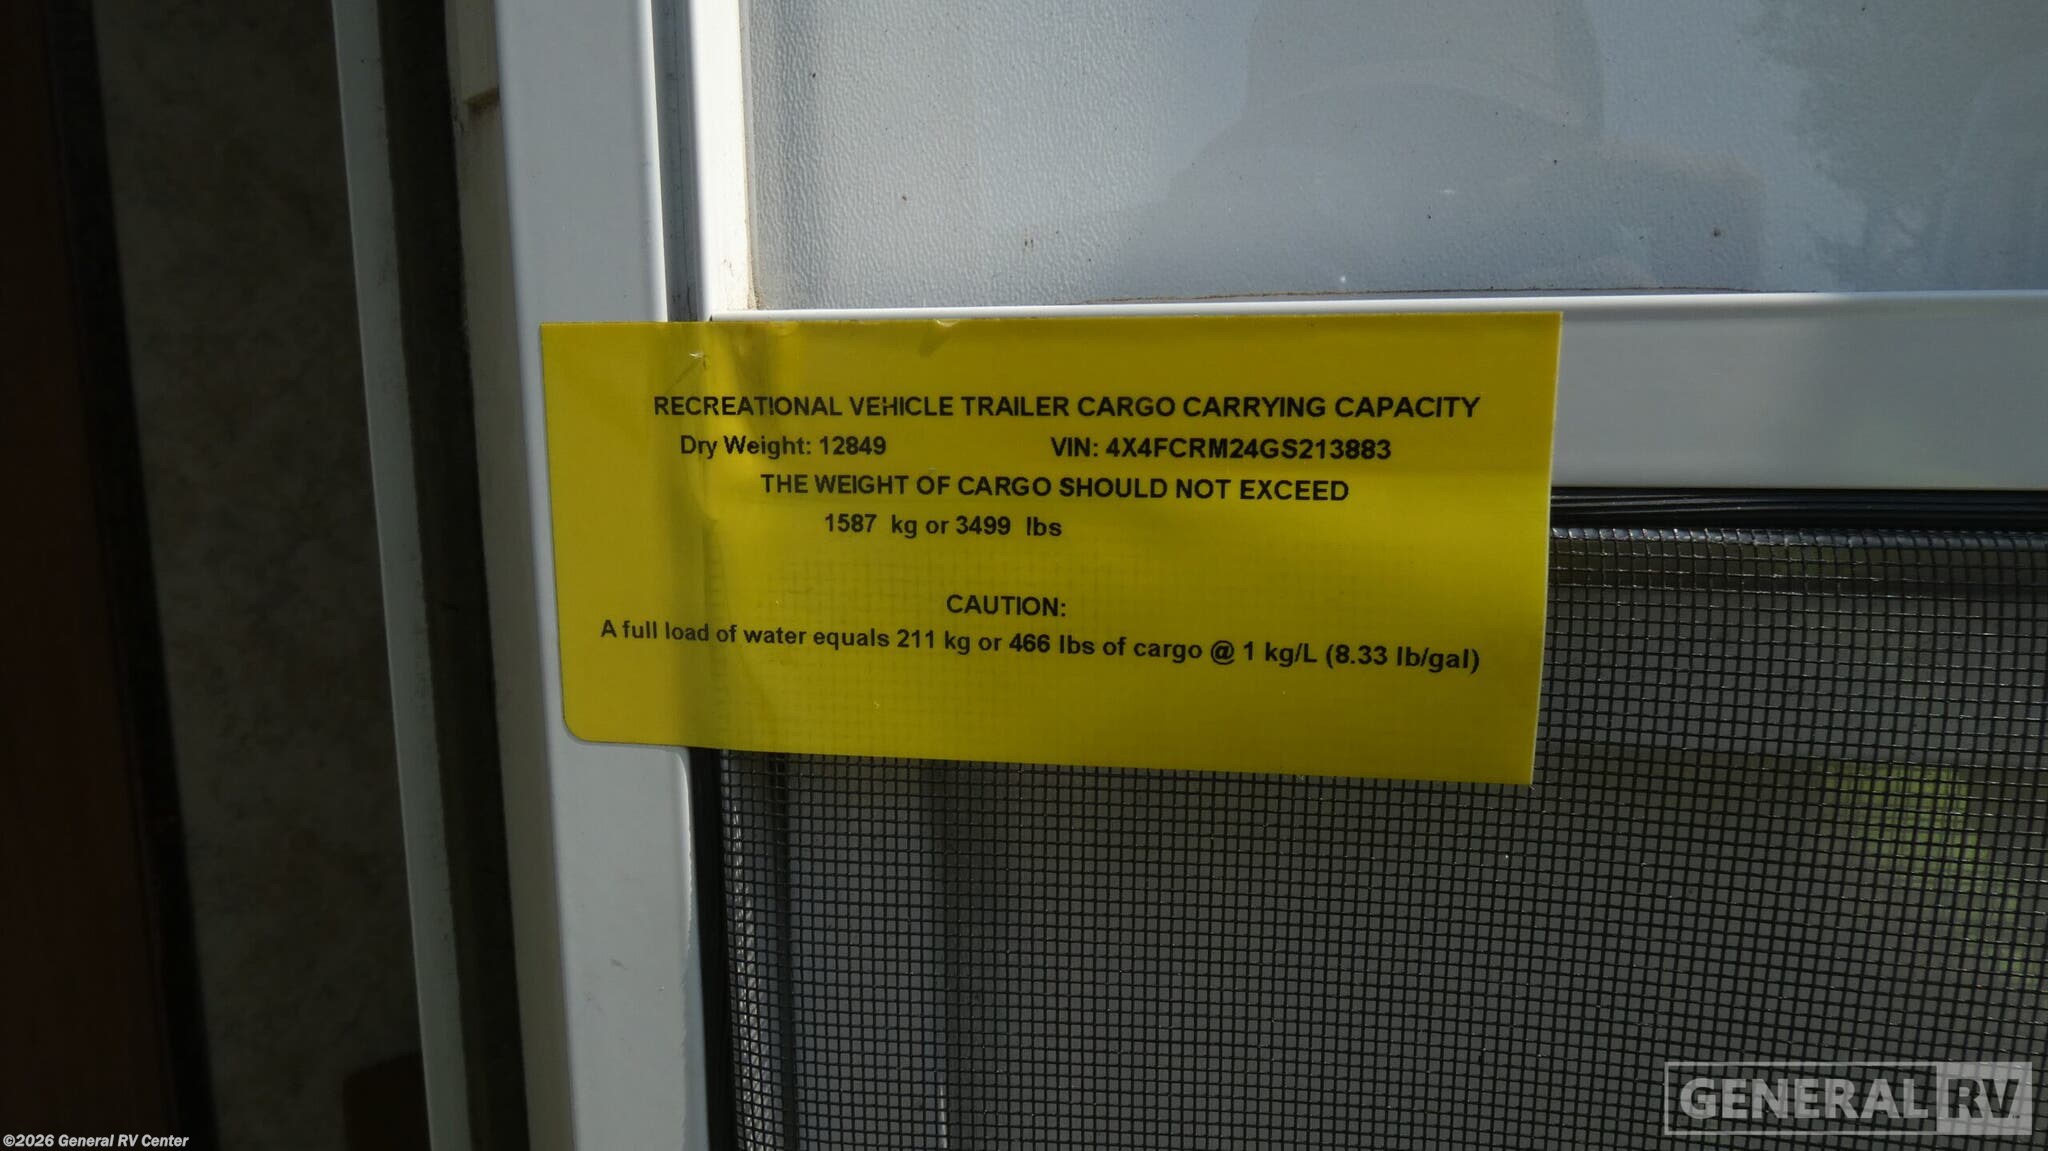 RECREATIONAL VEHICLE TRAILER CARGO CARRYING CAPACITY
Dry Weight: 12849 VIN: 4X4FCRM24GS213883
THE WEIGHT OF CARGO SHOULD NOT EXCEED
1587 kg or 3499 lbs
CAUTION:
A full load of water equals 211 kg or 466 lbs of cargo @ 1 kg/L (8.33 lb/gal)
GENERAL RV
©2026 General RV Center